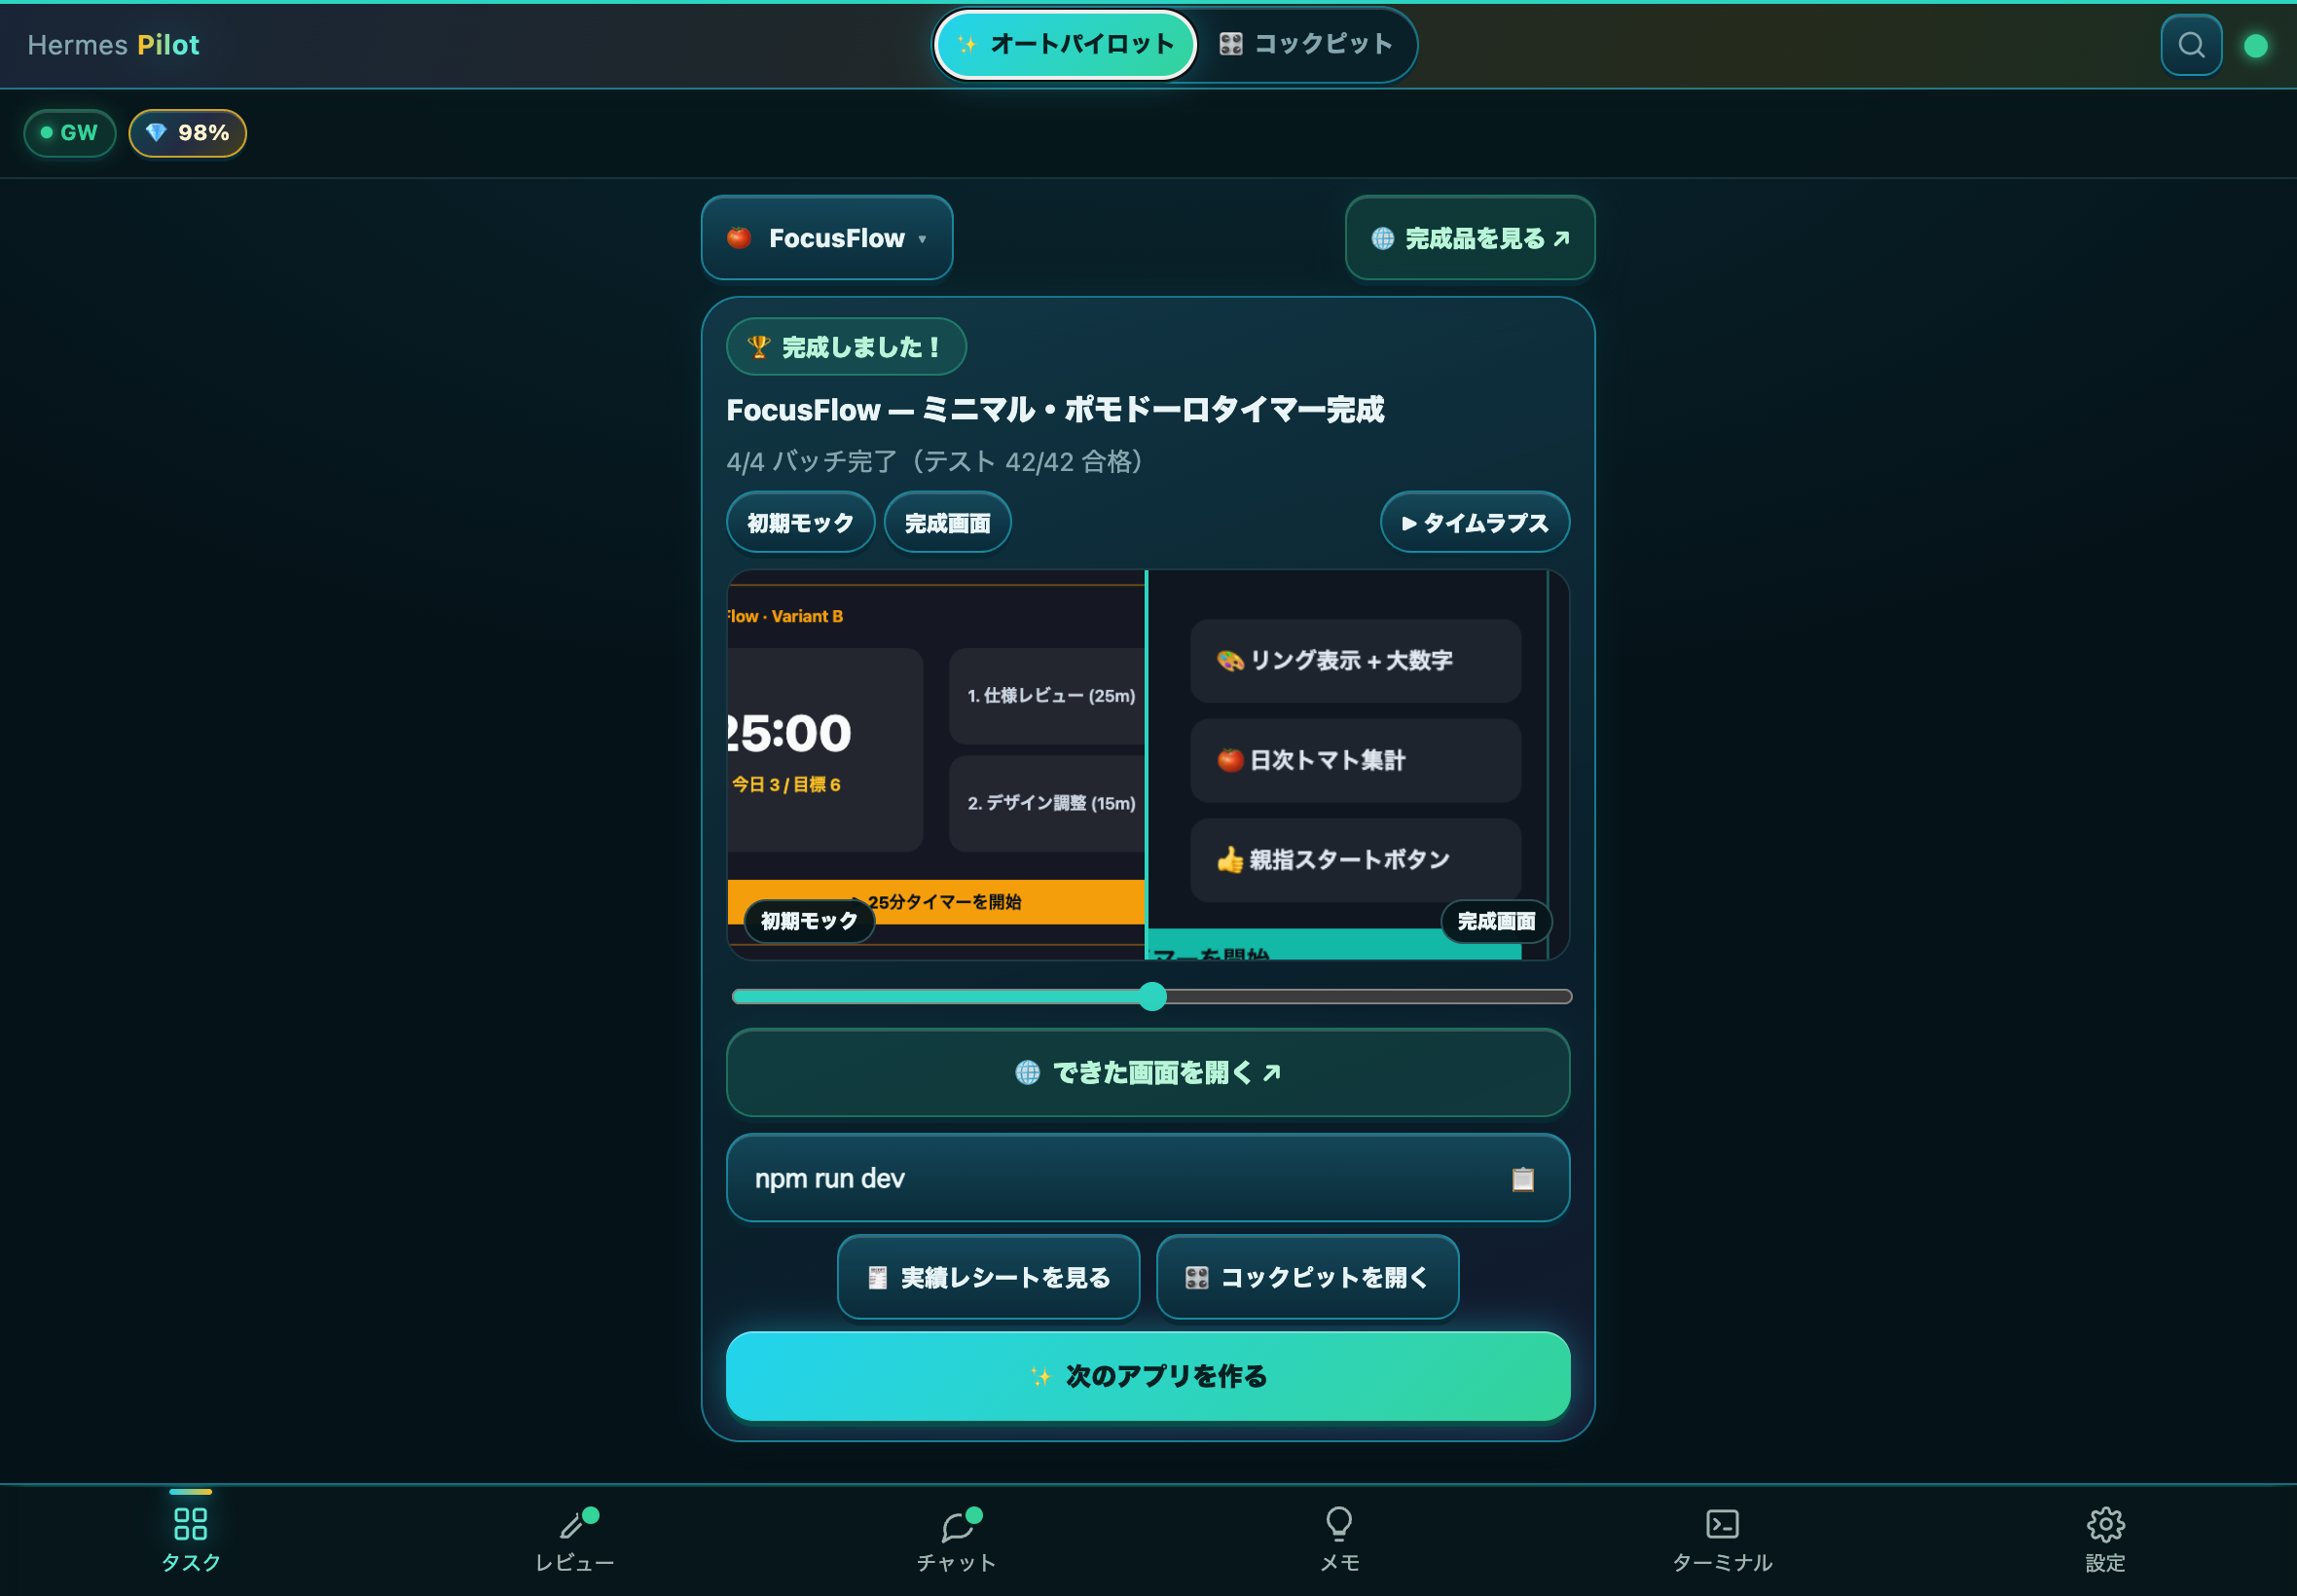 Hermes Pilot
✨ オートパイロット
🎛️ コックピット
GW
💎 98%
🍅 FocusFlow ▾
🌐 完成品を見る ↗
🏆 完成しました！
FocusFlow — ミニマル・ポモドーロタイマー完成
4/4 バッチ完了（テスト 42/42 合格）
初期モック
完成画面
▶ タイムラプス
Flow · Variant B
25:00
今日 3 / 目標 6
1. 仕様レビュー (25m)
2. デザイン調整 (15m)
25分タイマーを開始
初期モック
🎨 リング表示 + 大数字
🍅 日次トマト集計
👍 親指スタートボタン
マーを開始
完成画面
🌐 できた画面を開く ↗
npm run dev 📋
🧾 実績レシートを見る
🎛️ コックピットを開く
✨ 次のアプリを作る
タスク
レビュー
チャット
メモ
ターミナル
設定